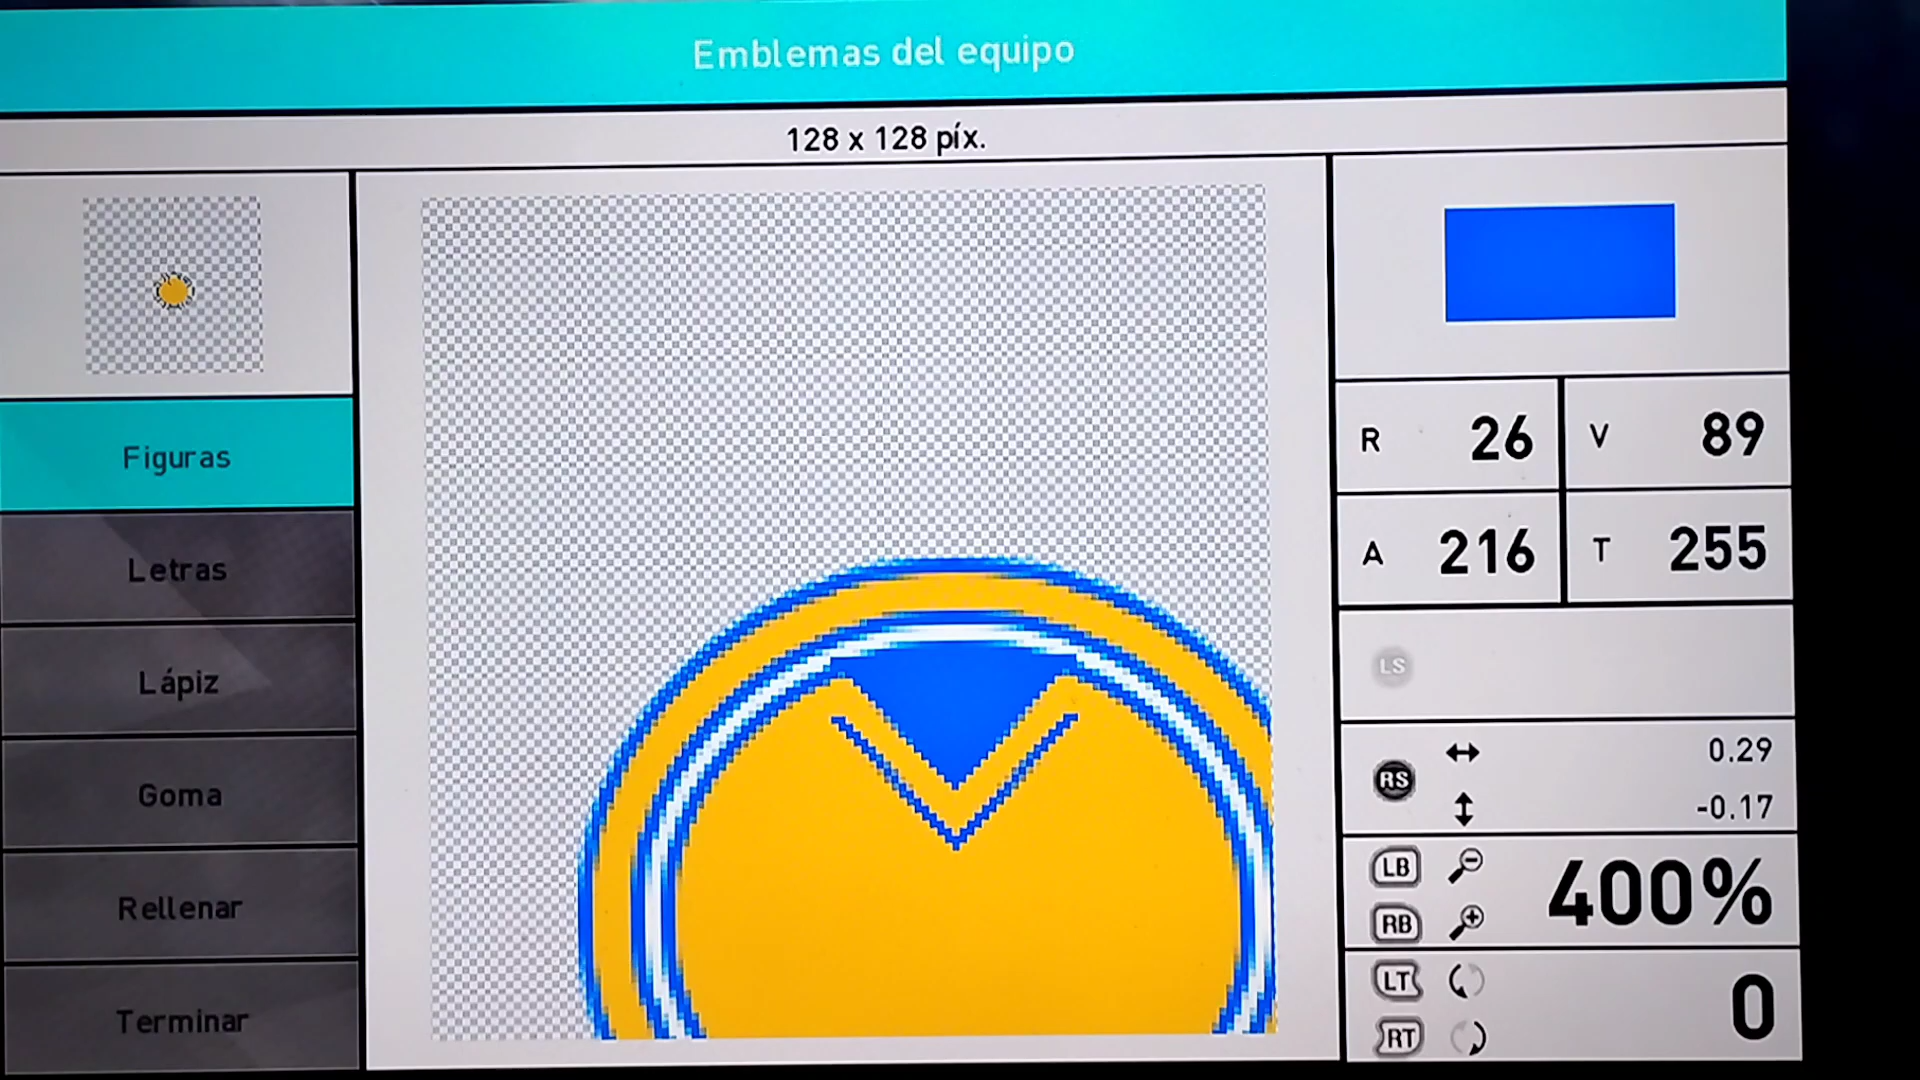 Emblemas del equipo
128 x 128 píx.
Figuras
Letras
Lápiz
Goma
Rellenar
Terminar
R 26 V 89
A 216 T 255
LS
RS 0.29
-0.17
LB
RB 400%
LT
RT 0